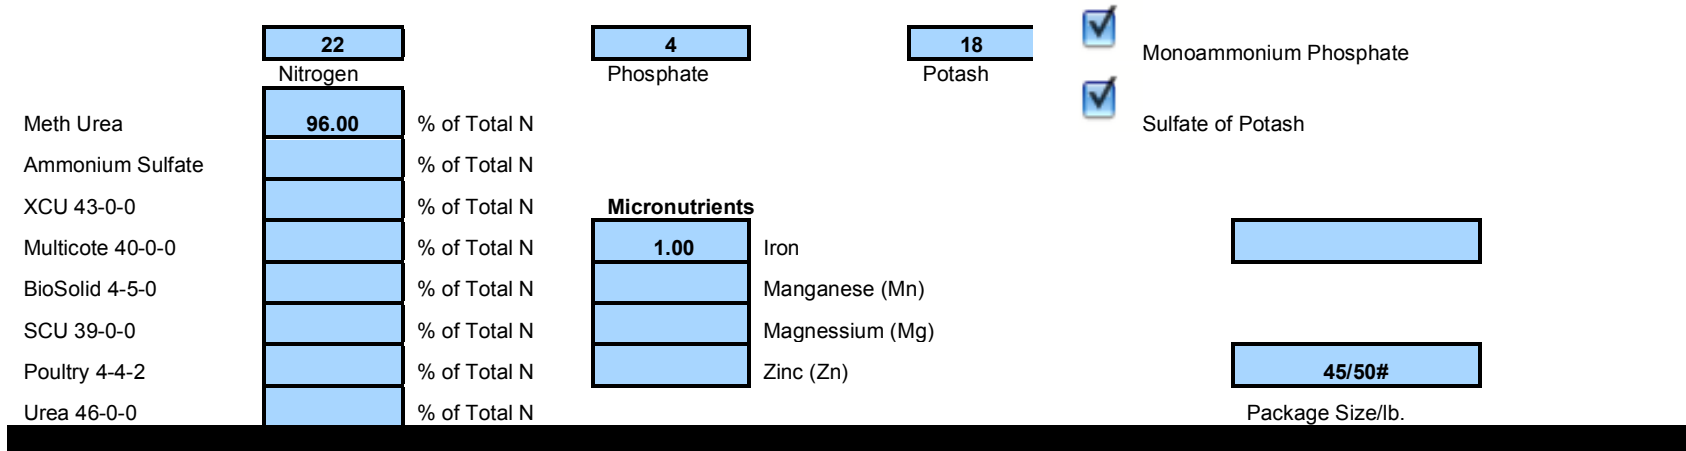 22 4 18
Monoammonium Phosphate
Nitrogen Phosphate Potash
Meth Urea 96.00 % of Total N Sulfate of Potash
Ammonium Sulfate % of Total N
XCU 43-0-0 % of Total N Micronutrients
Multicote 40-0-0 % of Total N 1.00 Iron
BioSolid 4-5-0 % of Total N Manganese (Mn)
SCU 39-0-0 % of Total N Magnessium (Mg)
Poultry 4-4-2 % of Total N Zinc (Zn) 45/50#
Urea 46-0-0 % of Total N Package Size/lb.